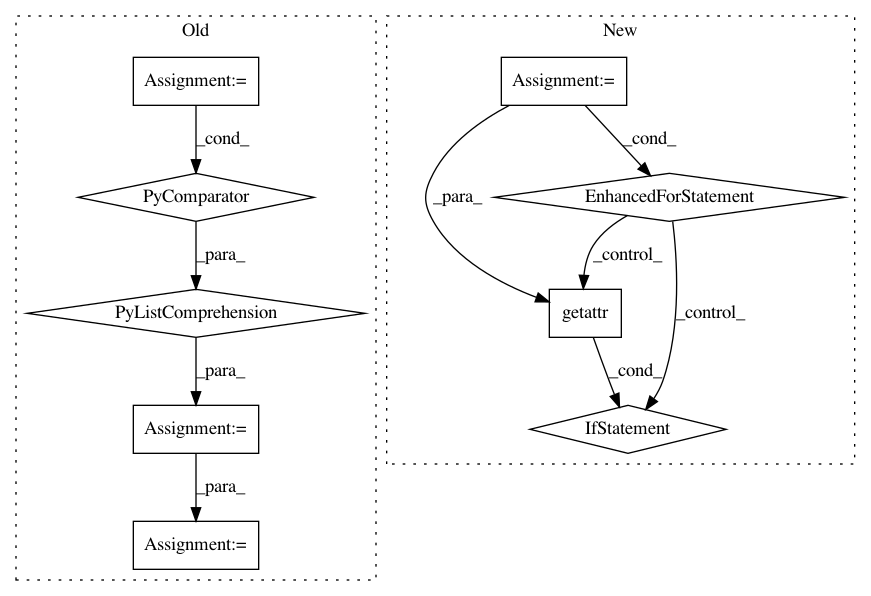 Old
New
Assignment:=
Assignment:=
_cond_
_cond_
PyComparator
_para_
EnhancedForStatement
_para_
_control_
PyListComprehension
getattr
_control_
_para_
_cond_
Assignment:=
IfStatement
_para_
Assignment:=